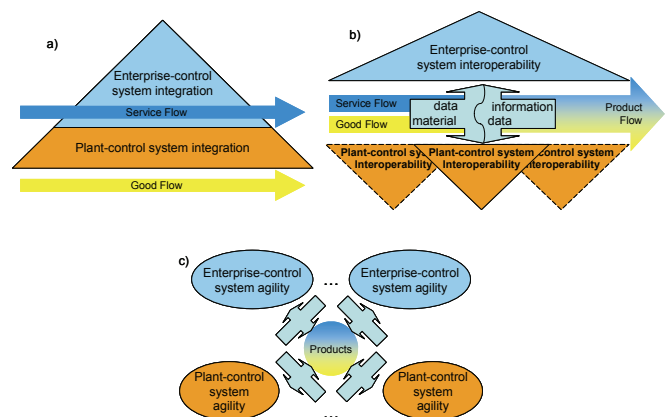 a)
Enterprise-control
system integration
Service Flow
Plant-control system integration
Good Flow
b)
Enterprise-control
system interoperability
Service Flow
Good Flow
data
material
information
data
Product
Flow
Plant-control sy
Interoperability
Plant-control system
Interoperability
control system
nteroperability
c)
Enterprise-control
system agility
...
Enterprise-control
system agility
Products
Plant-control
system
agility
...
Plant-control
system
agility